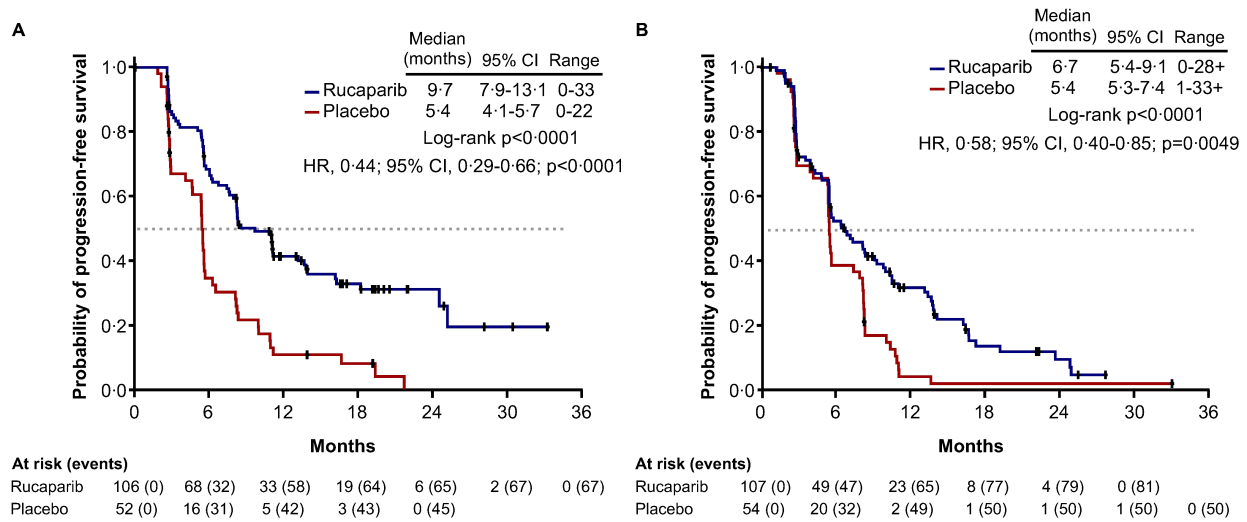 A
Median
(months) 95% CI Range
Rucaparib 9·7 7·9-13·1 0-33
Placebo 5·4 4·1-5·7 0-22
Log-rank p<0·0001
HR, 0·44; 95% CI, 0·29-0·66; p<0·0001
Probability of progression-free survival
1·0
0·8
0·6
0·4
0·2
0·0
0 6 12 18 24 30 36
Months
At risk (events)
Rucaparib 106 (0) 68 (32) 33 (58) 19 (64) 6 (65) 2 (67) 0 (67)
Placebo 52 (0) 16 (31) 5 (42) 3 (43) 0 (45)
B
Median
(months) 95% CI Range
Rucaparib 6·7 5·4-9·1 0-28+
Placebo 5·4 5·3-7·4 1-33+
Log-rank p<0·0001
HR, 0·58; 95% CI, 0·40-0·85; p=0·0049
Probability of progression-free survival
1·0
0·8
0·6
0·4
0·2
0·0
0 6 12 18 24 30 36
Months
At risk (events)
Rucaparib 107 (0) 49 (47) 23 (65) 8 (77) 4 (79) 0 (81)
Placebo 54 (0) 20 (32) 2 (49) 1 (50) 1 (50) 1 (50) 0 (50)